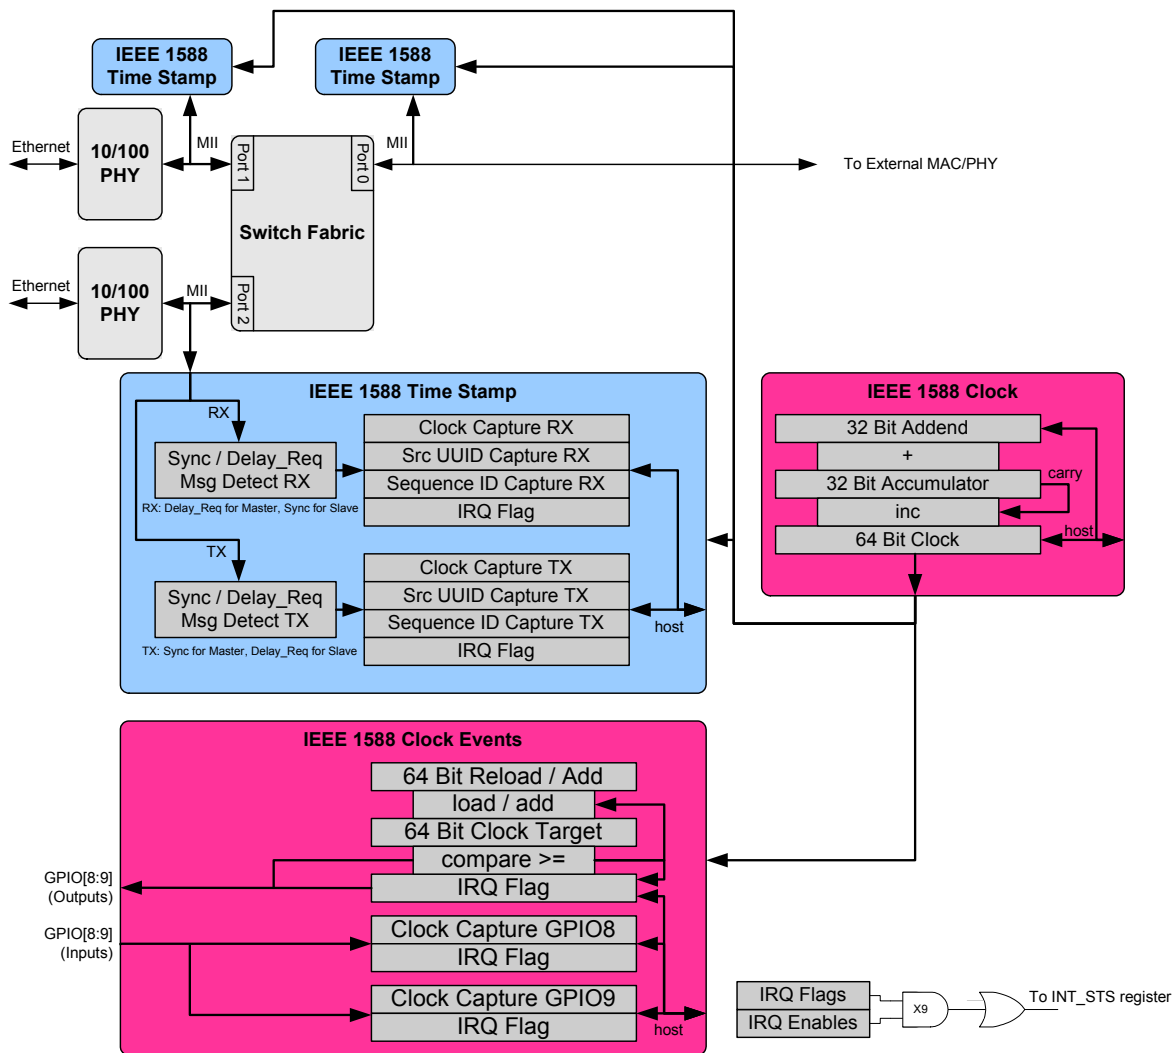 IEEE 1588
Time Stamp
IEEE 1588
Time Stamp
Ethernet
10/100
PHY
MII
Port 1
Port 0
MII
To External MAC/PHY
Switch Fabric
Ethernet
10/100
PHY
MII
Port 2
IEEE 1588 Time Stamp
RX
Sync / Delay_Req
Msg Detect RX
RX: Delay_Req for Master, Sync for Slave
Clock Capture RX
Src UUID Capture RX
Sequence ID Capture RX
IRQ Flag
TX
Sync / Delay_Req
Msg Detect TX
TX: Sync for Master, Delay_Req for Slave
Clock Capture TX
Src UUID Capture TX
Sequence ID Capture TX
IRQ Flag
host
IEEE 1588 Clock
32 Bit Addend
+
carry
32 Bit Accumulator
inc
host
64 Bit Clock
IEEE 1588 Clock Events
64 Bit Reload / Add
load / add
64 Bit Clock Target
compare >=
IRQ Flag
GPIO[8:9]
(Outputs)
GPIO[8:9]
(Inputs)
Clock Capture GPIO8
IRQ Flag
Clock Capture GPIO9
IRQ Flag
host
IRQ Flags
IRQ Enables
X9
To INT_STS register